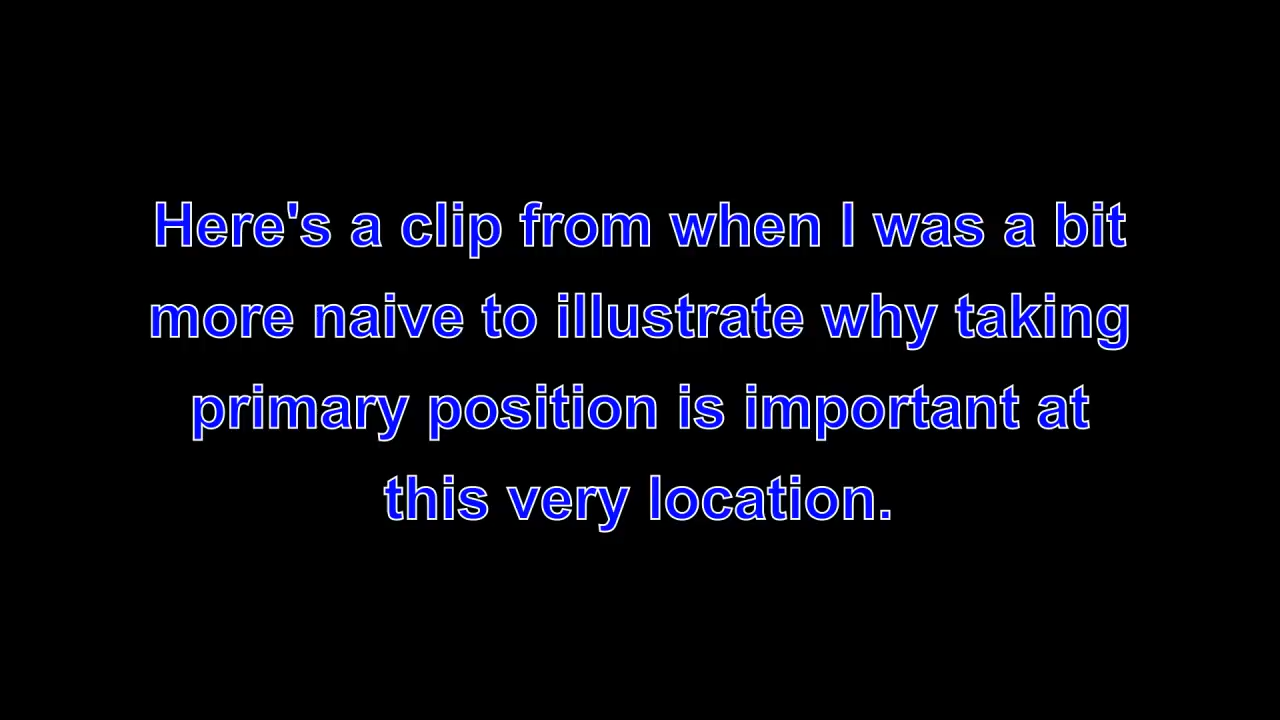 Here's a clip from when I was a bit
more naive to illustrate why taking
primary position is important at
this very location.